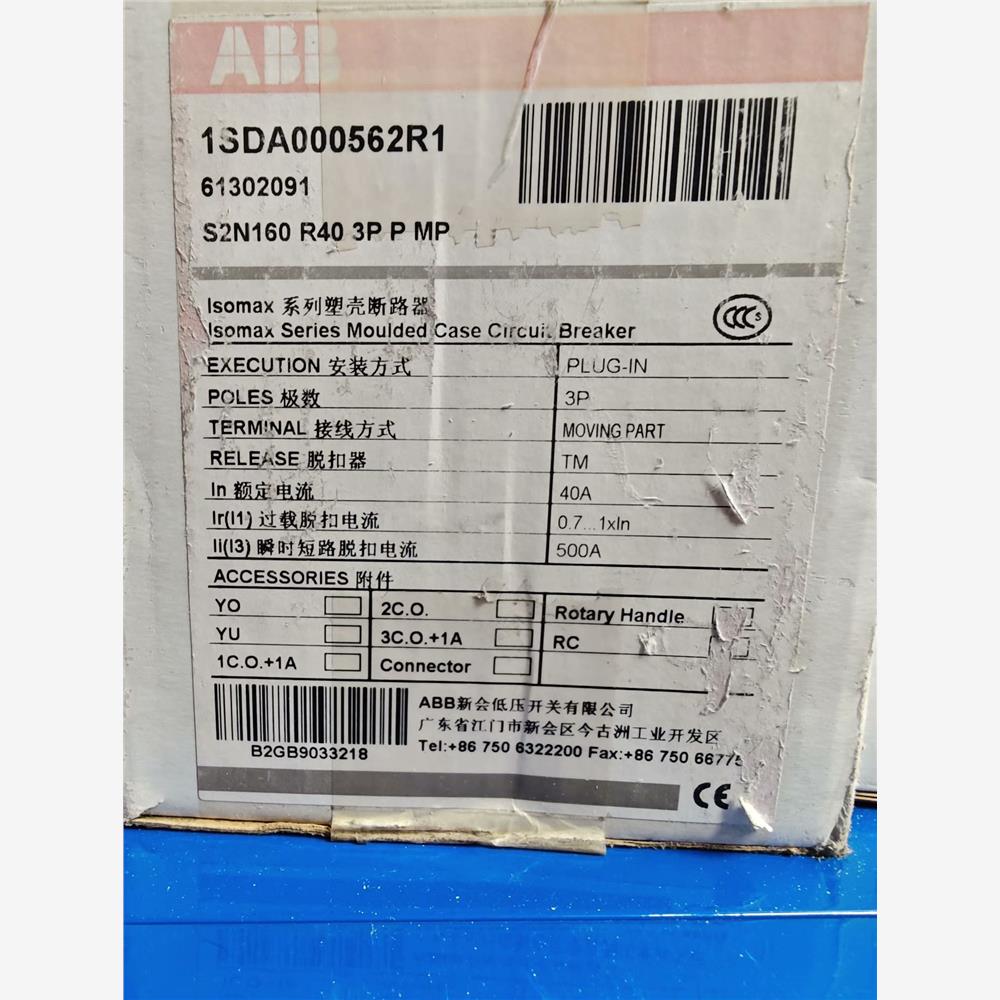 ABB
1SDA000562R1
61302091
S2N160 R40 3P P MP
Isomax 系列塑壳断路器
Isomax Series Moulded Case Circuit Breaker
CCC S
EXECUTION 安装方式 PLUG-IN
POLES 极数 3P
TERMINAL 接线方式 MOVING PART
RELEASE 脱扣器 TM
In 额定电流 40A
Ir(I1) 过载脱扣电流 0.7...1xIn
Ii(I3) 瞬时短路脱扣电流 500A
ACCESSORIES 附件
YO 2C.O. Rotary Handle
YU 3C.O.+1A RC
1C.O.+1A Connector
ABB新会低压开关有限公司
广东省江门市新会区今古洲工业开发区
Tel:+86 750 6322200 Fax:+86 750 66775
B2GB9033218
CE